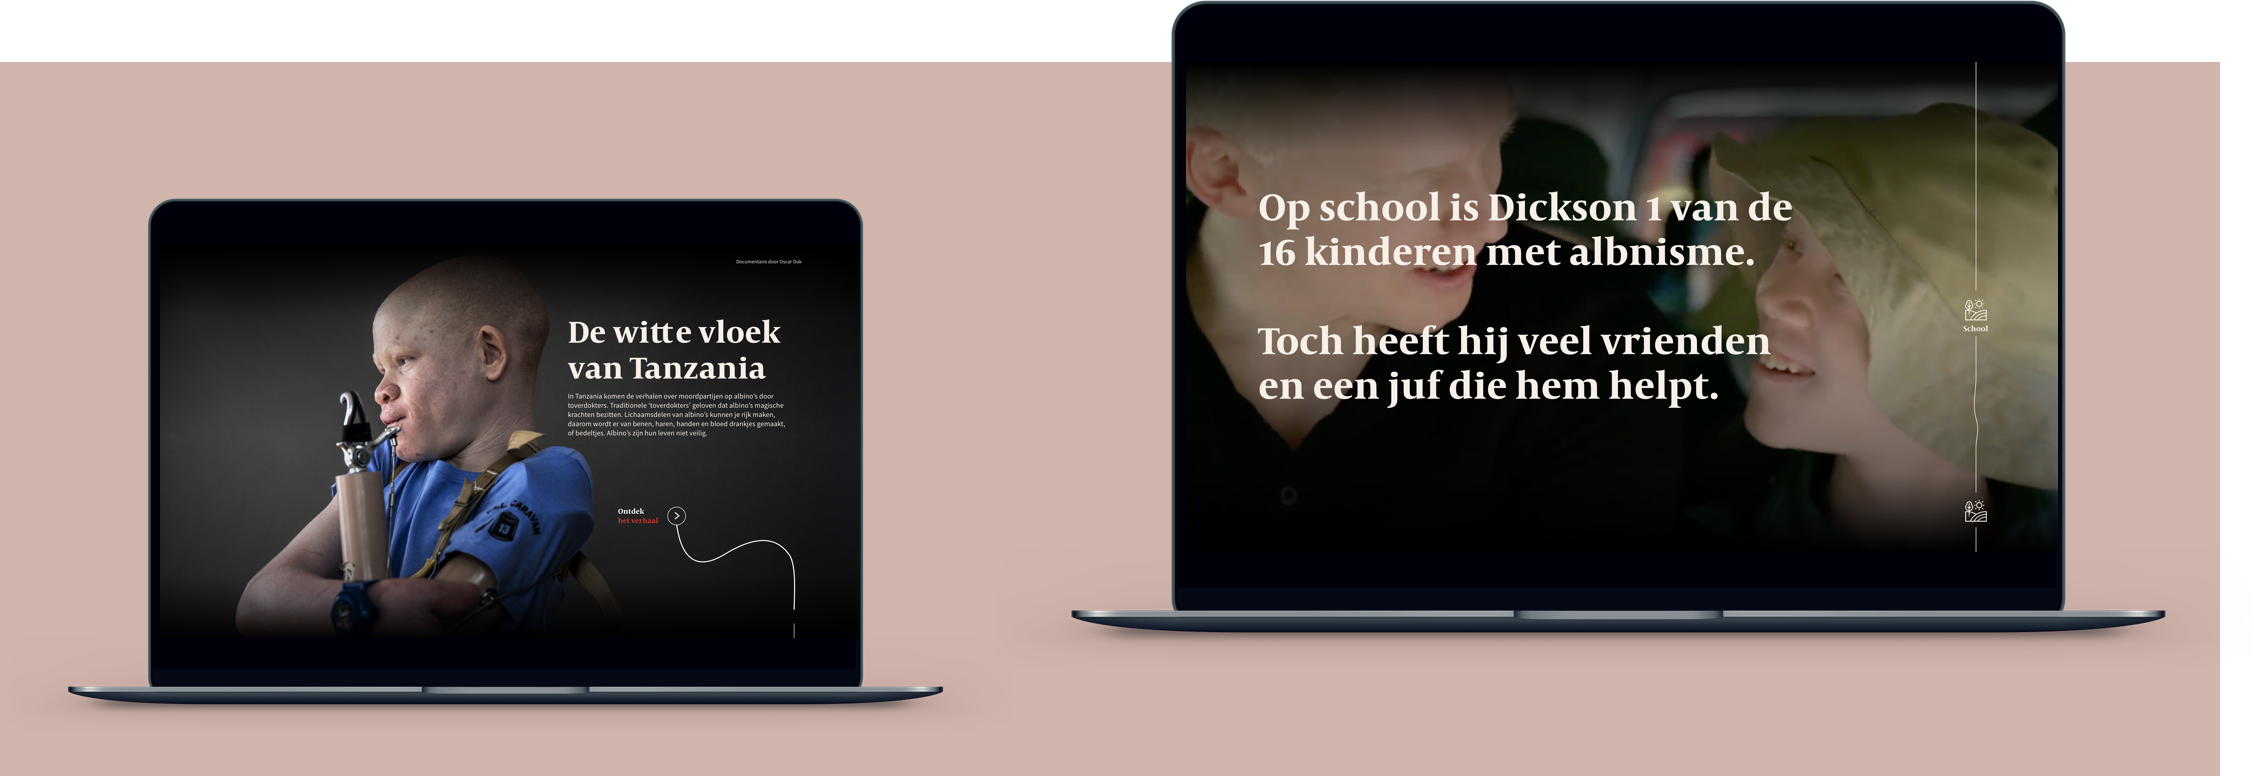 Documentaire door Oscar Duk
De witte vloek
van Tanzania
In Tanzania komen de verhalen over moordpartijen op albino's door
toverdokters. Traditionele 'toverdokters' geloven dat albino's magische
krachten bezitten. Lichaamsdelen van albino's kunnen je rijk maken,
daarom wordt er van benen, haren, handen en bloed drankjes gemaakt,
of bedeltjes. Albino's zijn hun leven niet veilig.
Ontdek
het verhaal
CARAVAN
13
Op school is Dickson 1 van de
16 kinderen met albnisme.
Toch heeft hij veel vrienden
en een juf die hem helpt.
School